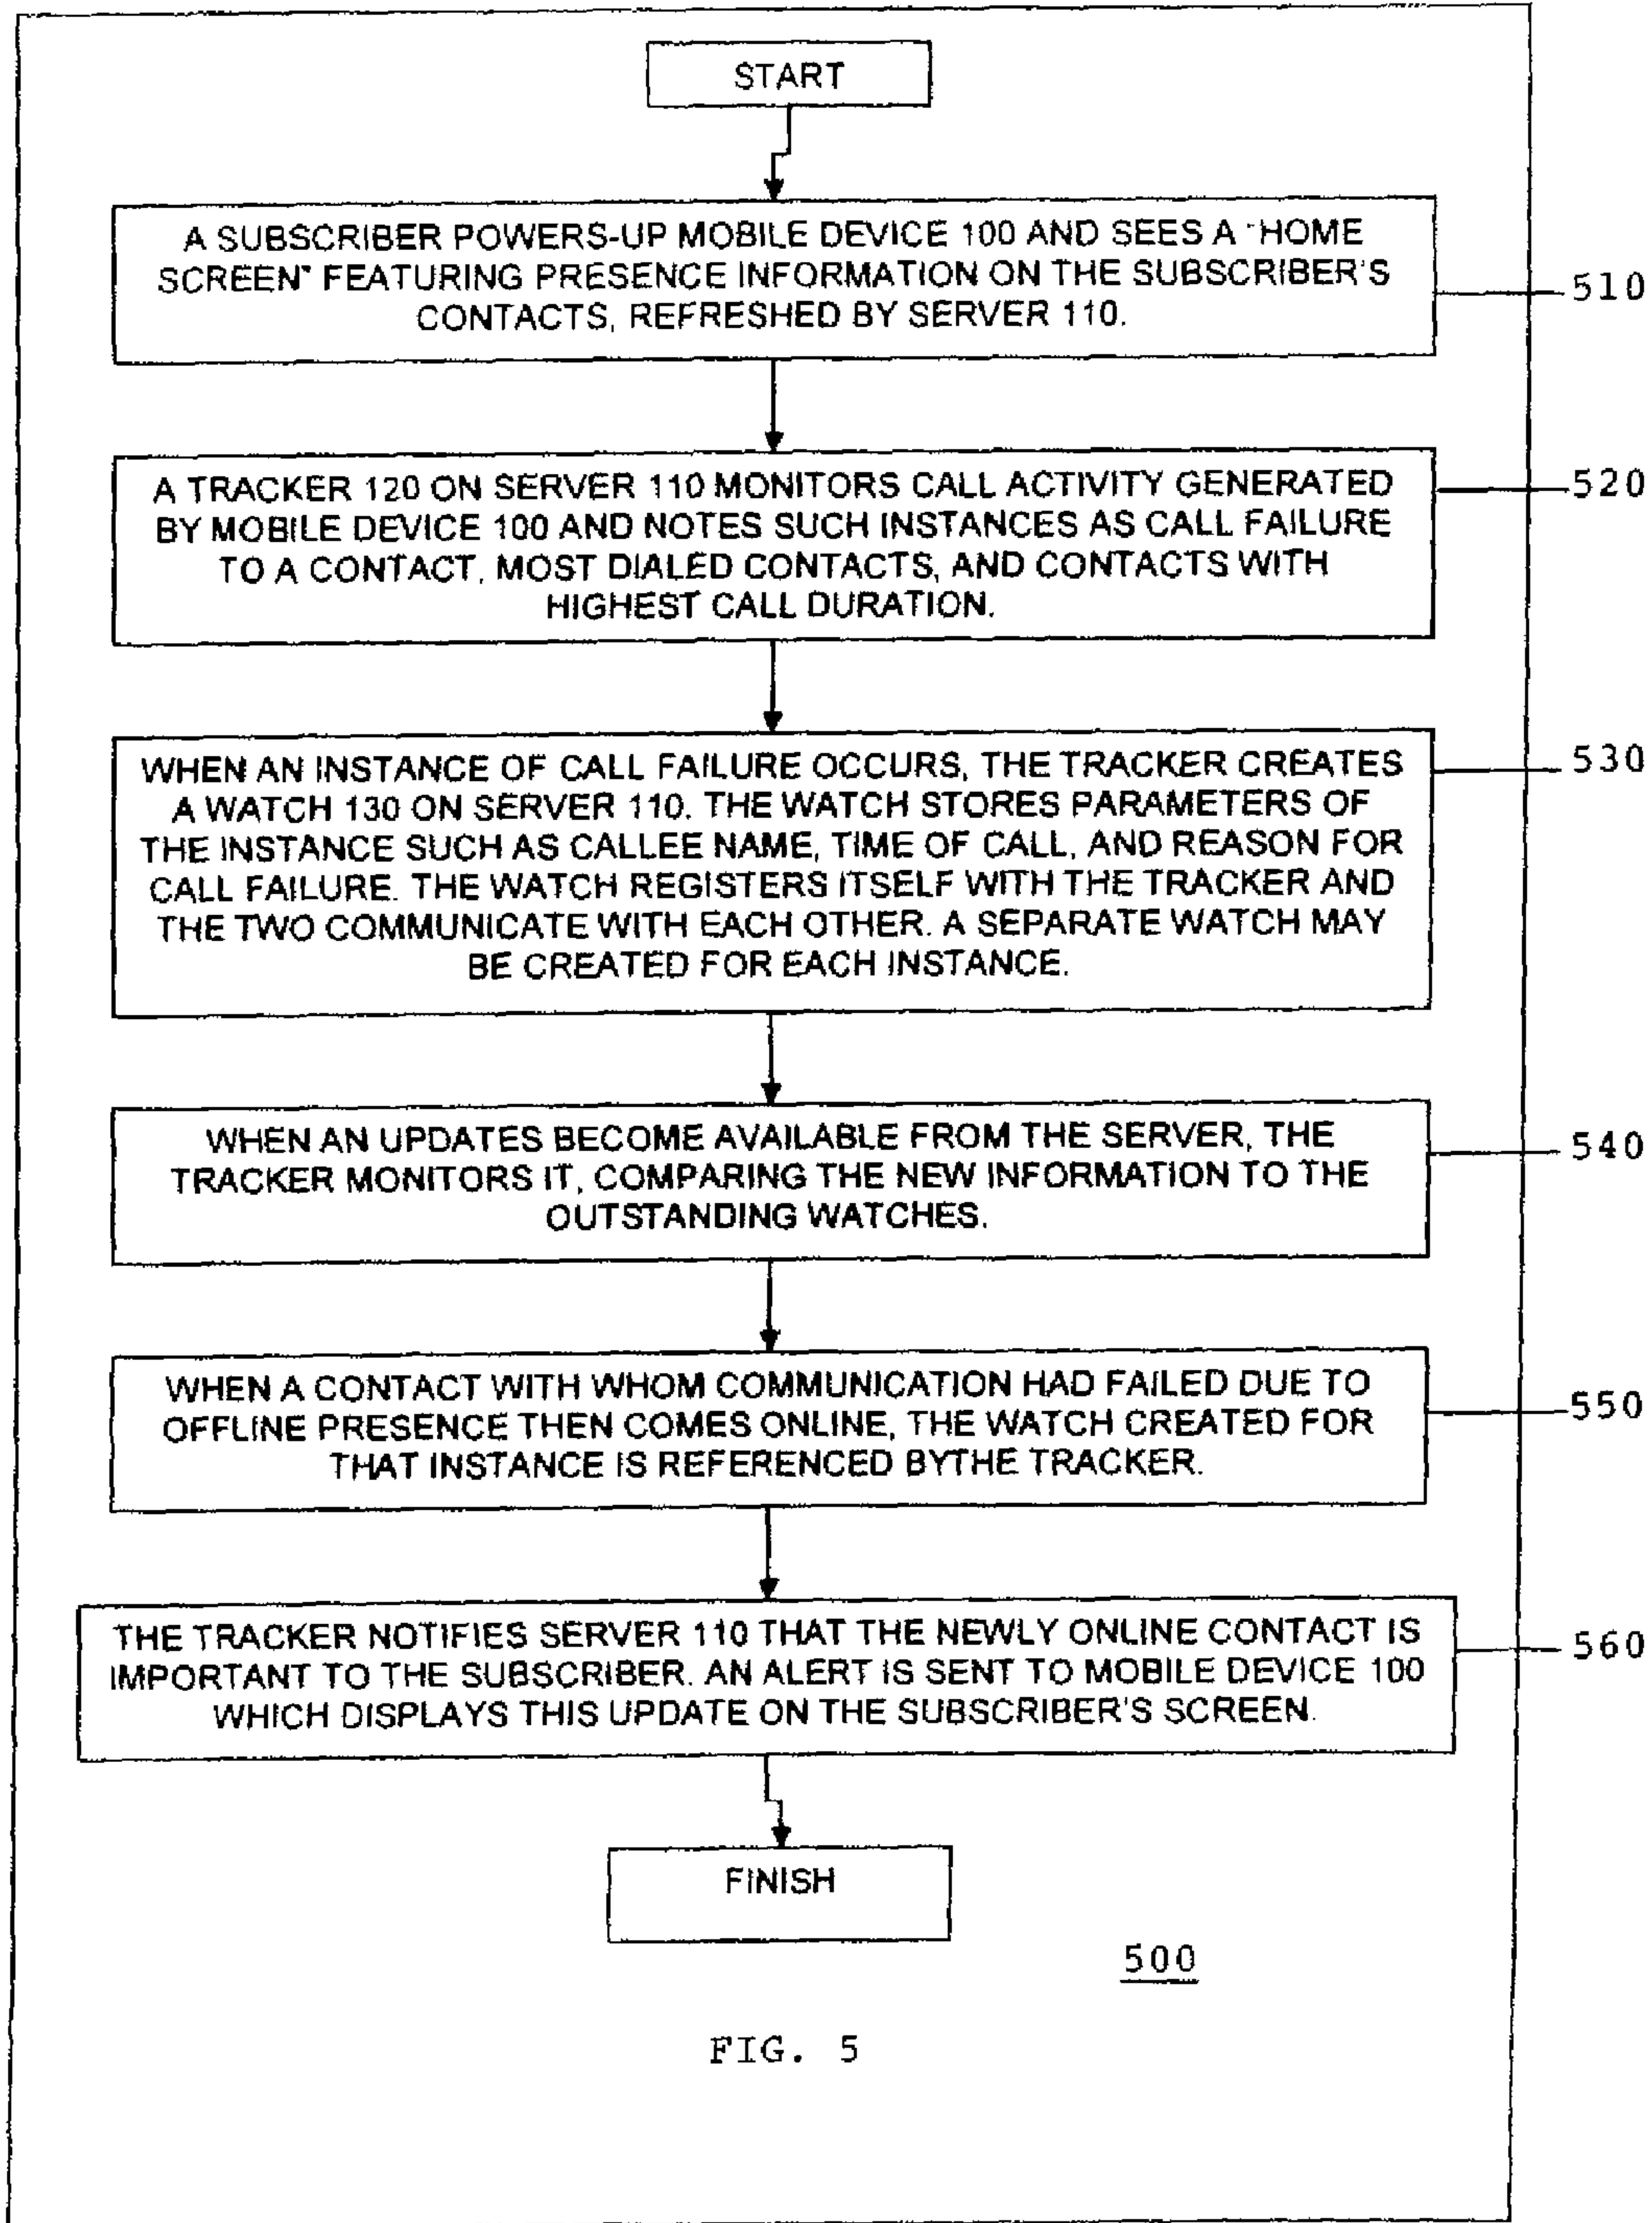 START
A SUBSCRIBER POWERS-UP MOBILE DEVICE 100 AND SEES A "HOME
SCREEN" FEATURING PRESENCE INFORMATION ON THE SUBSCRIBER'S
CONTACTS, REFRESHED BY SERVER 110.
510
A TRACKER 120 ON SERVER 110 MONITORS CALL ACTIVITY GENERATED
BY MOBILE DEVICE 100 AND NOTES SUCH INSTANCES AS CALL FAILURE
TO A CONTACT, MOST DIALED CONTACTS, AND CONTACTS WITH
HIGHEST CALL DURATION.
520
WHEN AN INSTANCE OF CALL FAILURE OCCURS, THE TRACKER CREATES
A WATCH 130 ON SERVER 110. THE WATCH STORES PARAMETERS OF
THE INSTANCE SUCH AS CALLEE NAME, TIME OF CALL, AND REASON FOR
CALL FAILURE. THE WATCH REGISTERS ITSELF WITH THE TRACKER AND
THE TWO COMMUNICATE WITH EACH OTHER. A SEPARATE WATCH MAY
BE CREATED FOR EACH INSTANCE.
530
WHEN AN UPDATES BECOME AVAILABLE FROM THE SERVER, THE
TRACKER MONITORS IT, COMPARING THE NEW INFORMATION TO THE
OUTSTANDING WATCHES.
540
WHEN A CONTACT WITH WHOM COMMUNICATION HAD FAILED DUE TO
OFFLINE PRESENCE THEN COMES ONLINE, THE WATCH CREATED FOR
THAT INSTANCE IS REFERENCED BYTHE TRACKER.
550
THE TRACKER NOTIFIES SERVER 110 THAT THE NEWLY ONLINE CONTACT IS
IMPORTANT TO THE SUBSCRIBER. AN ALERT IS SENT TO MOBILE DEVICE 100
WHICH DISPLAYS THIS UPDATE ON THE SUBSCRIBER'S SCREEN.
560
FINISH
500
FIG. 5